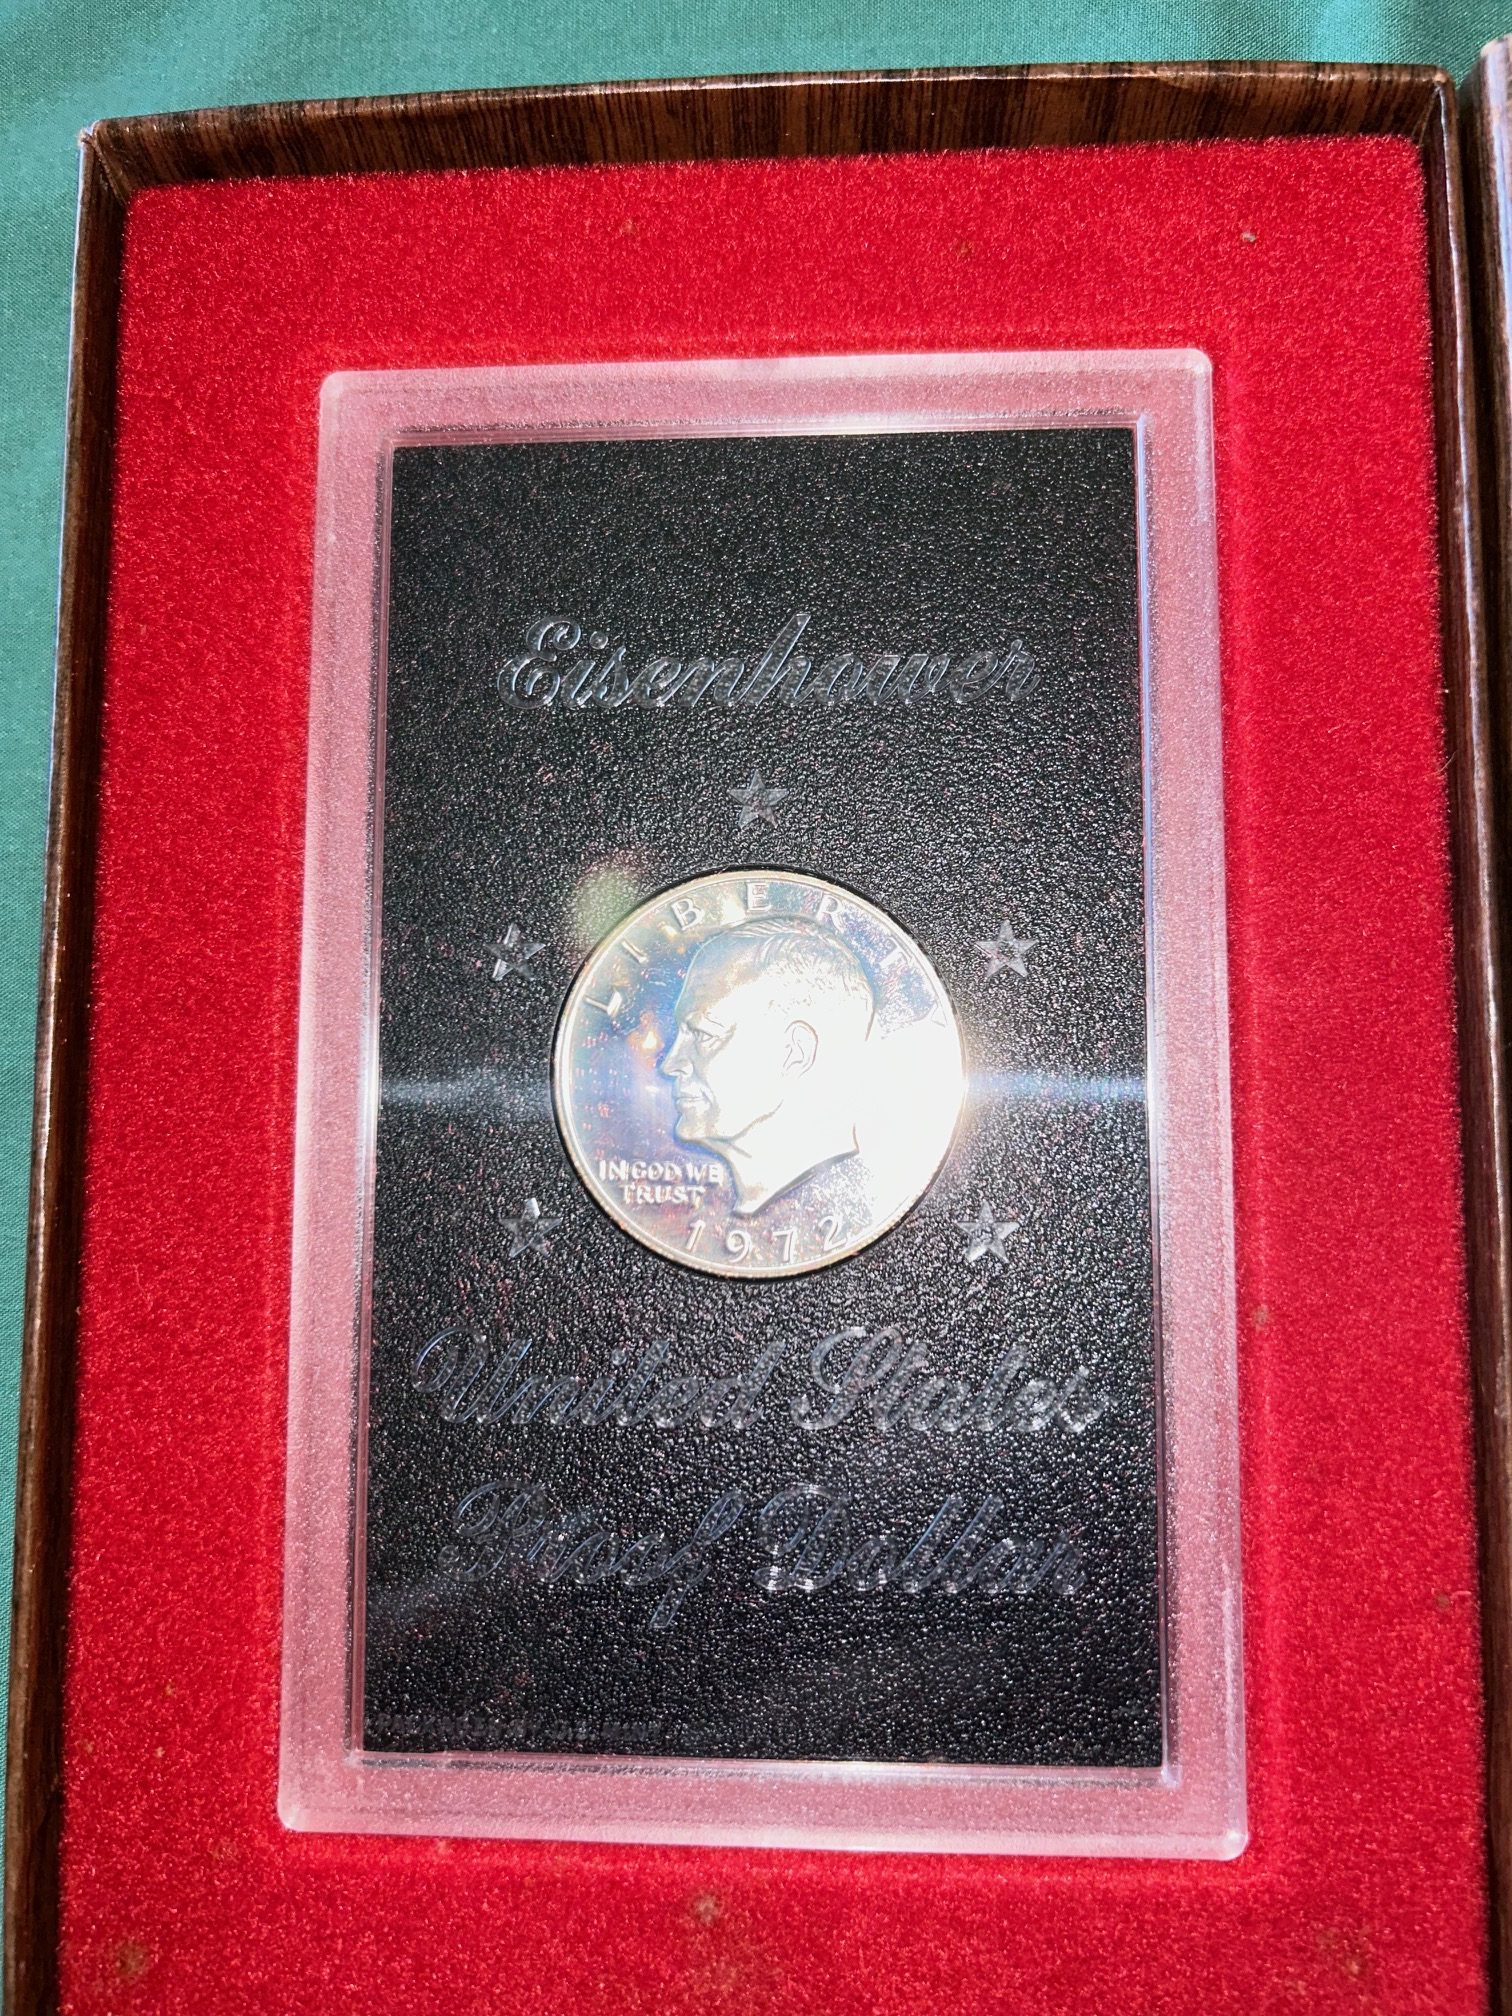 Eisenhower
LIBERTY
IN GOD WE
TRUST
1972
United States
Proof Dollar